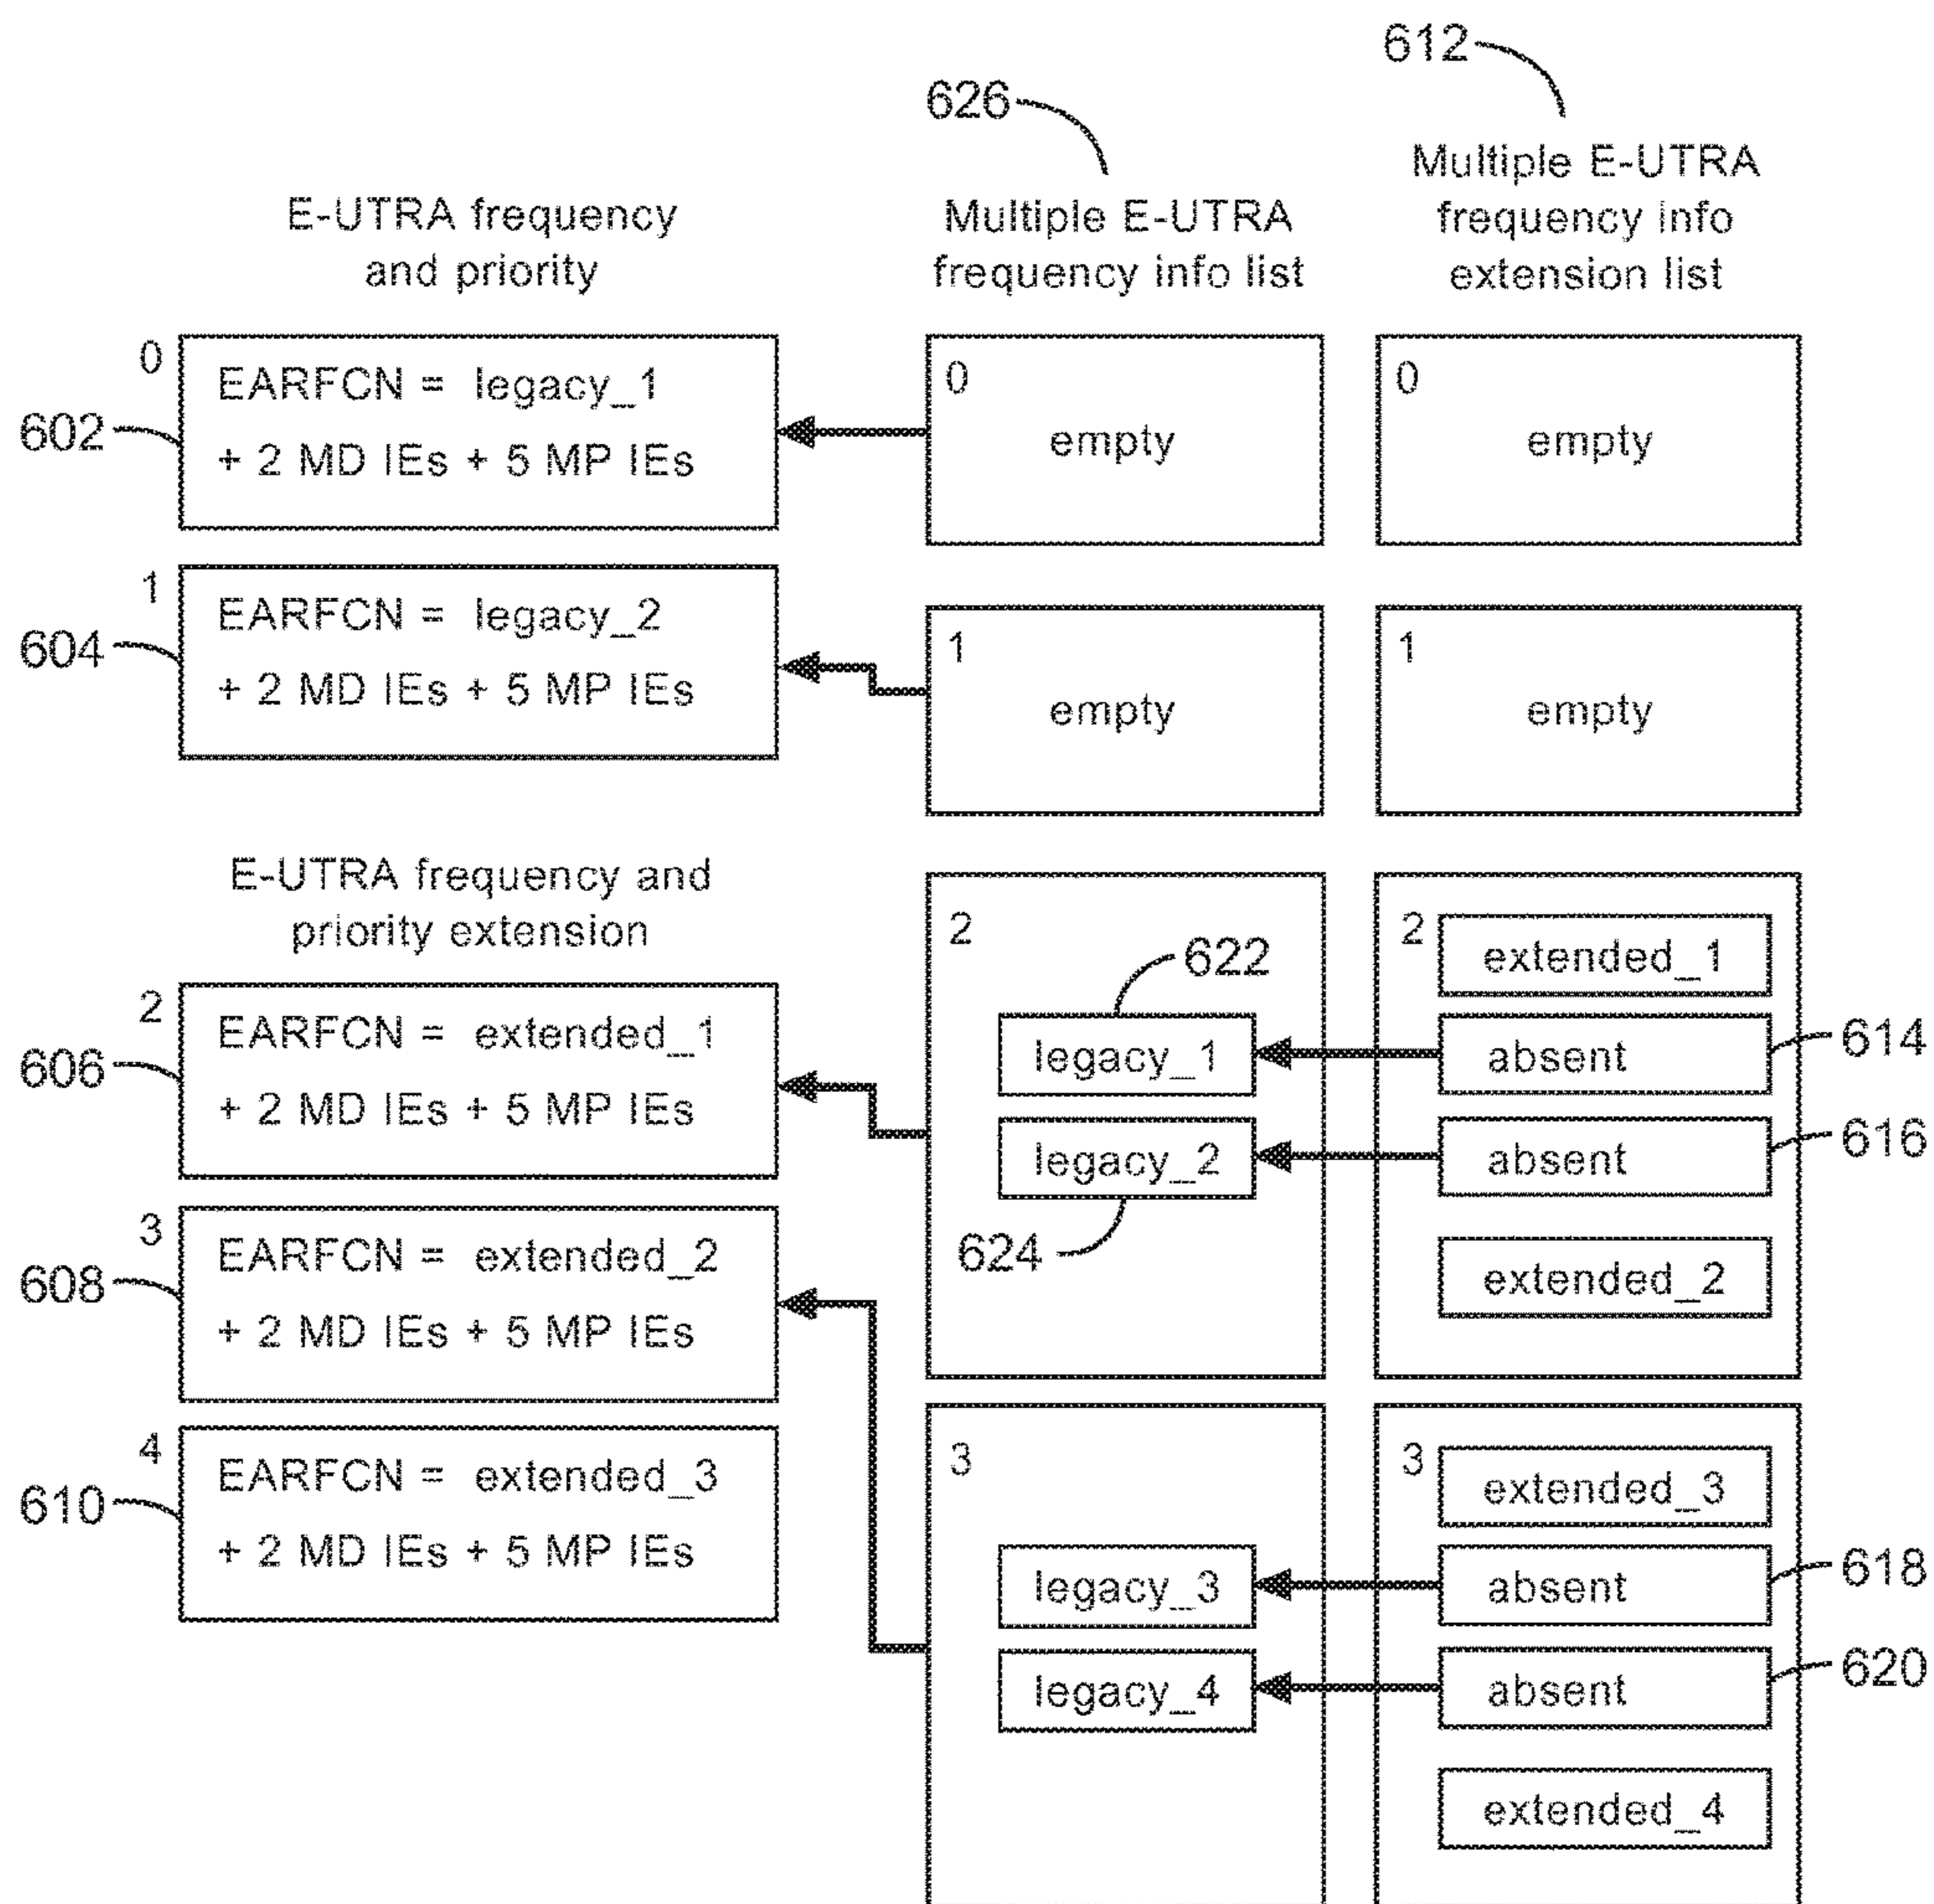 612
626
Multiple E-UTRA
frequency info
extension list
Multiple E-UTRA
frequency info list
E-UTRA frequency
and priority
0
EARFCN = legacy_1
+ 2 MD IEs + 5 MP IEs
602
0
empty
0
empty
1
EARFCN = legacy_2
+ 2 MD IEs + 5 MP IEs
604
1
empty
1
empty
E-UTRA frequency and
priority extension
2
EARFCN = extended_1
+ 2 MD IEs + 5 MP IEs
606
3
EARFCN = extended_2
+ 2 MD IEs + 5 MP IEs
608
4
EARFCN = extended_3
+ 2 MD IEs + 5 MP IEs
610
2
622
legacy_1
legacy_2
624
2
extended_1
absent
614
absent
616
extended_2
3
legacy_3
legacy_4
3
extended_3
absent
618
absent
620
extended_4